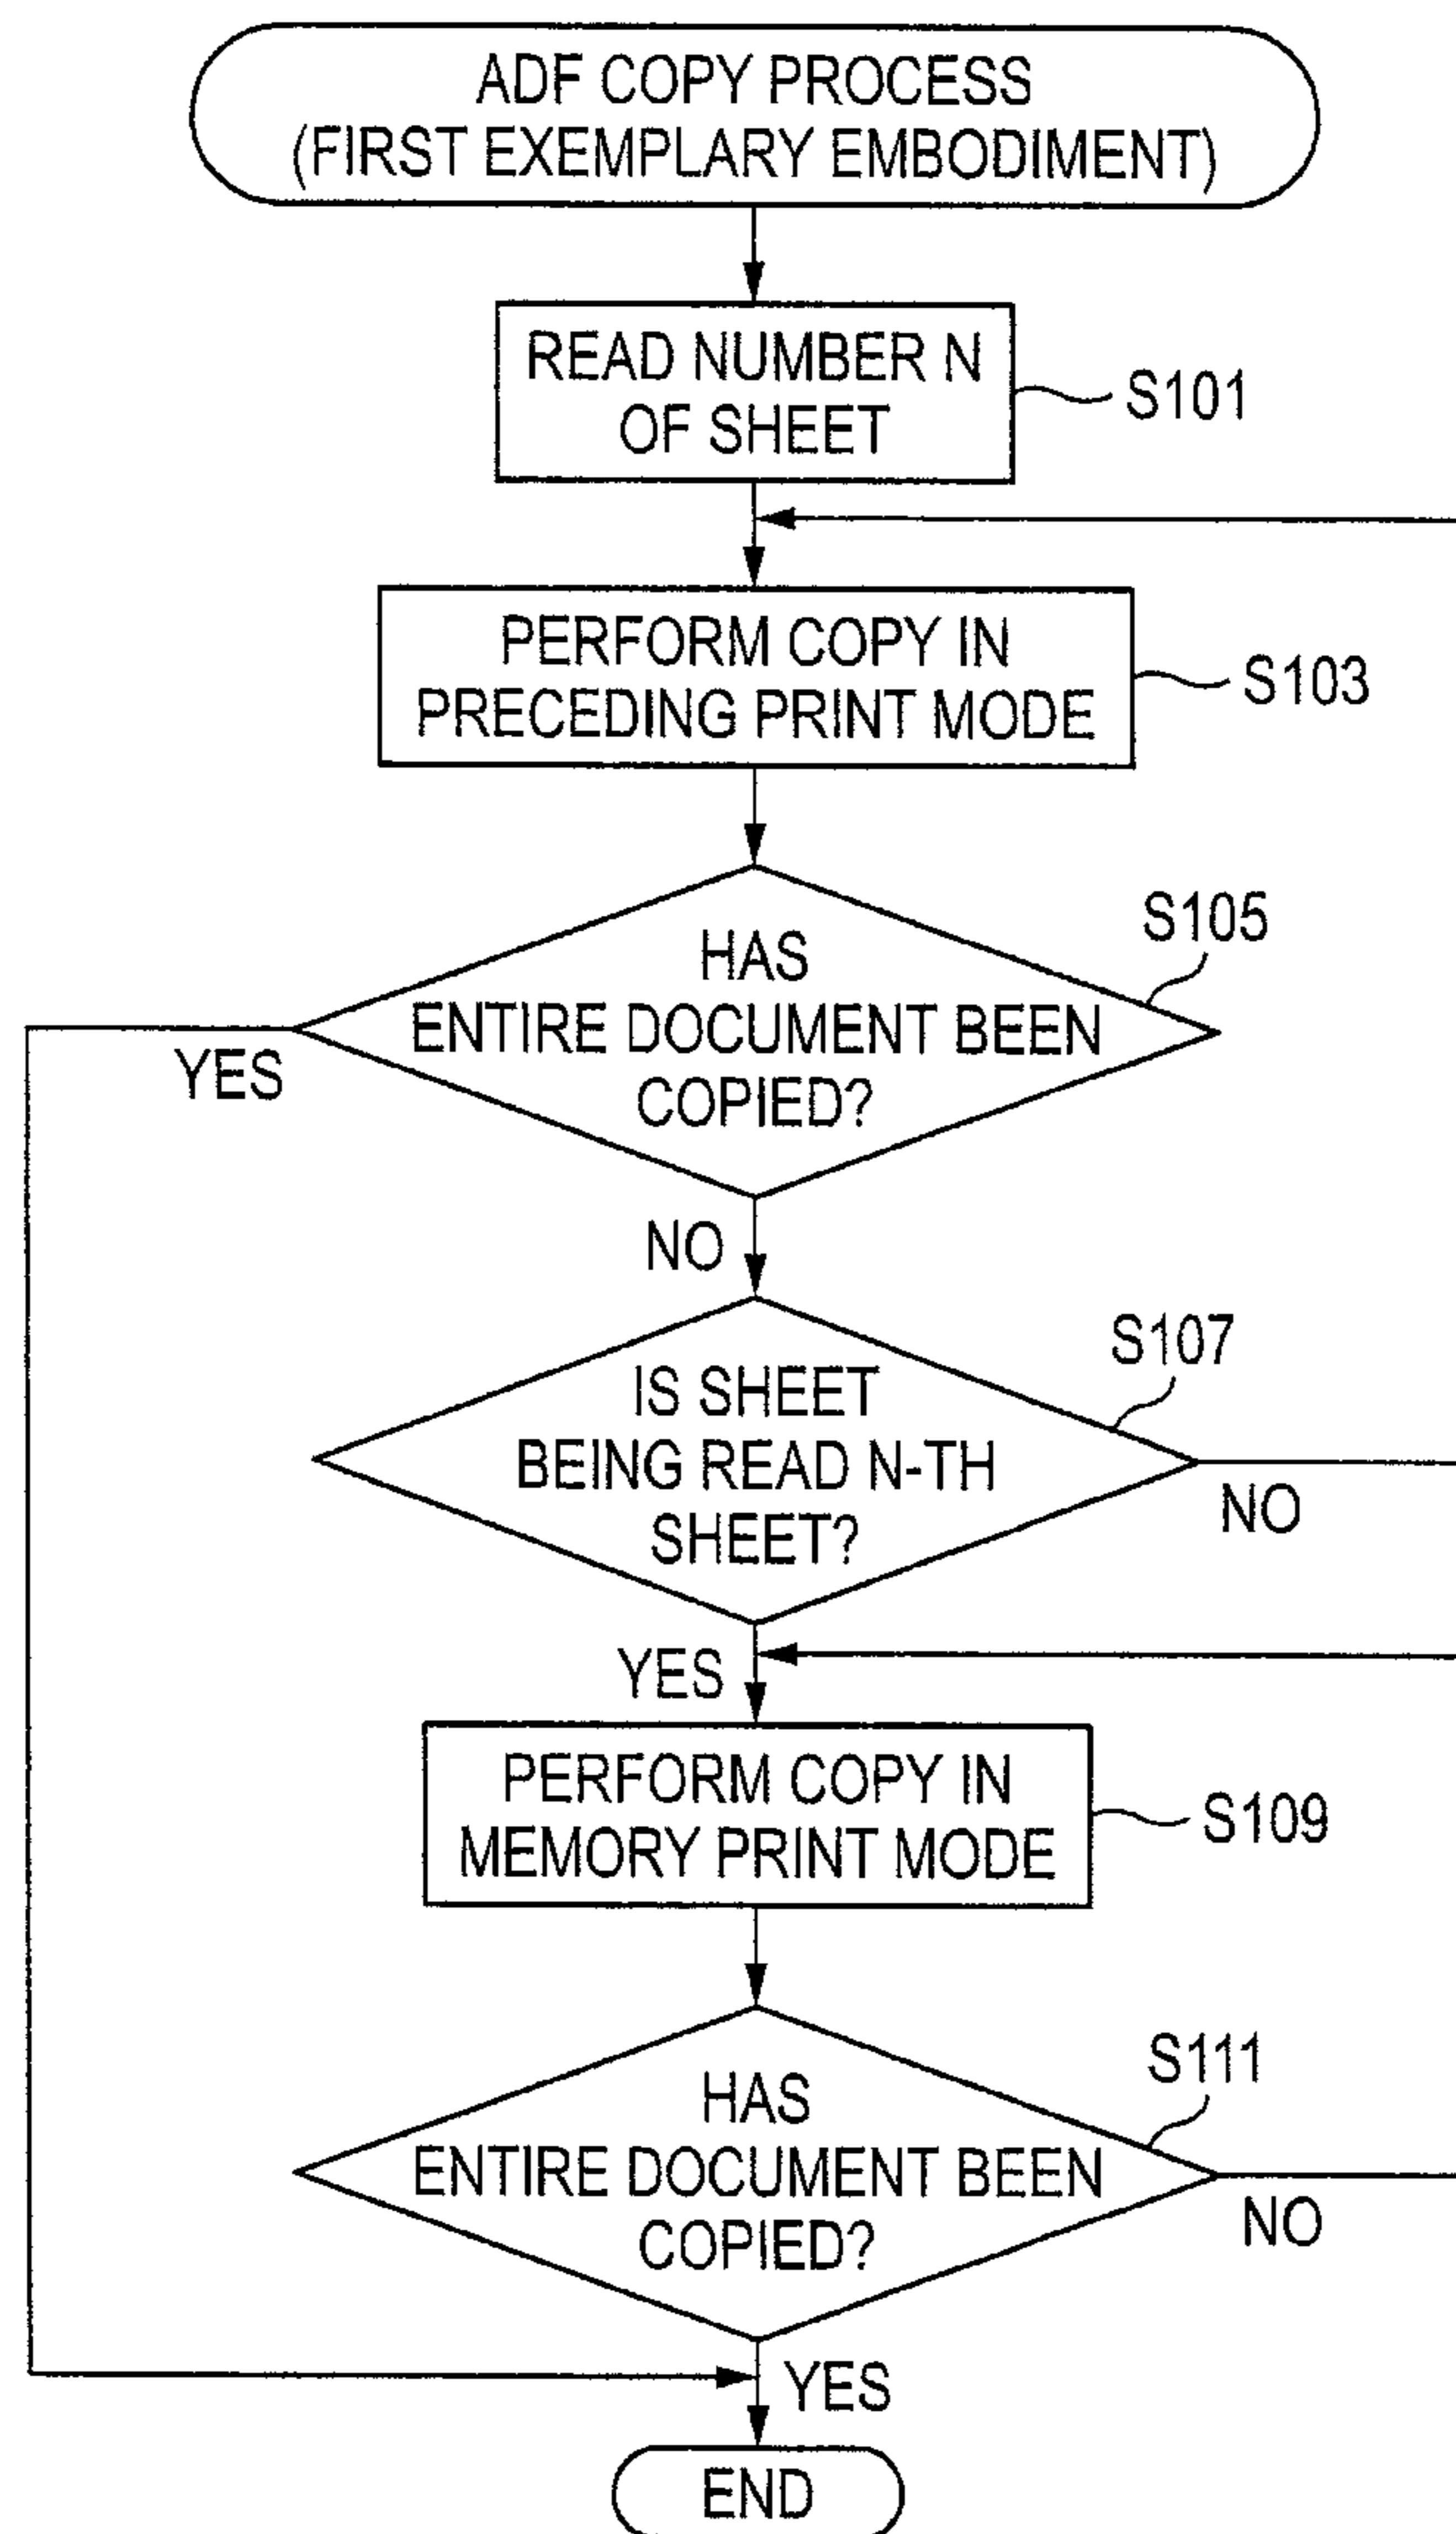 ADF COPY PROCESS
(FIRST EXEMPLARY EMBODIMENT)
READ NUMBER N
OF SHEET
S101
PERFORM COPY IN
PRECEDING PRINT MODE
S103
S105
HAS
ENTIRE DOCUMENT BEEN
COPIED?
YES
NO
S107
IS SHEET
BEING READ N-TH
SHEET?
NO
YES
PERFORM COPY IN
MEMORY PRINT MODE
S109
S111
HAS
ENTIRE DOCUMENT BEEN
COPIED?
NO
YES
END